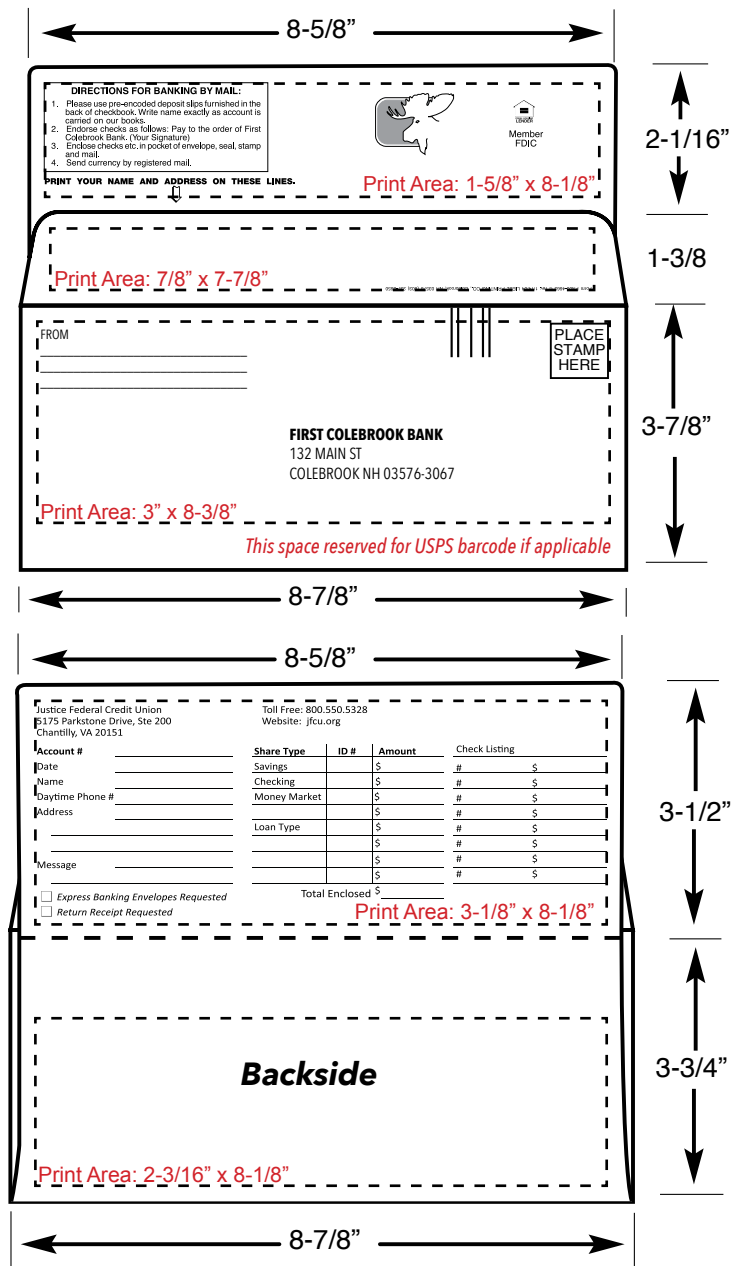 8-5/8”
DIRECTIONS FOR BANKING BY MAIL:
1. Please use pre-encoded deposit slips furnished in the
back of checkbook. Write name exactly as account is
carried on our books.
2. Endorse checks as follows: Pay to the order of First
Colebrook Bank. (Your Signature)
3. Enclose checks etc. in pocket of envelope, seal, stamp
and mail.
4. Send currency by registered mail.
LENDER
Member
FDIC
PRINT YOUR NAME AND ADDRESS ON THESE LINES.
Print Area: 1-5/8” x 8-1/8”
2-1/16”
Print Area: 7/8” x 7-7/8”
1-3/8
FROM
PLACE
STAMP
HERE
FIRST COLEBROOK BANK
132 MAIN ST
COLEBROOK NH 03576-3067
Print Area: 3” x 8-3/8”
This space reserved for USPS barcode if applicable
3-7/8”
8-7/8”
8-5/8”
Justice Federal Credit Union Toll Free: 800.550.5328
5175 Parkstone Drive, Ste 200 Website: jfcu.org
Chantilly, VA 20151
Account # Share Type ID # Amount Check Listing
Date Savings $ # $
Name Checking $ # $
Daytime Phone # Money Market $ # $
Address $ # $
Loan Type $ # $
$ # $
Message $ # $
$ # $
Total Enclosed $
Express Banking Envelopes Requested
Return Receipt Requested
Print Area: 3-1/8” x 8-1/8”
3-1/2”
Backside
3-3/4”
Print Area: 2-3/16” x 8-1/8”
8-7/8”